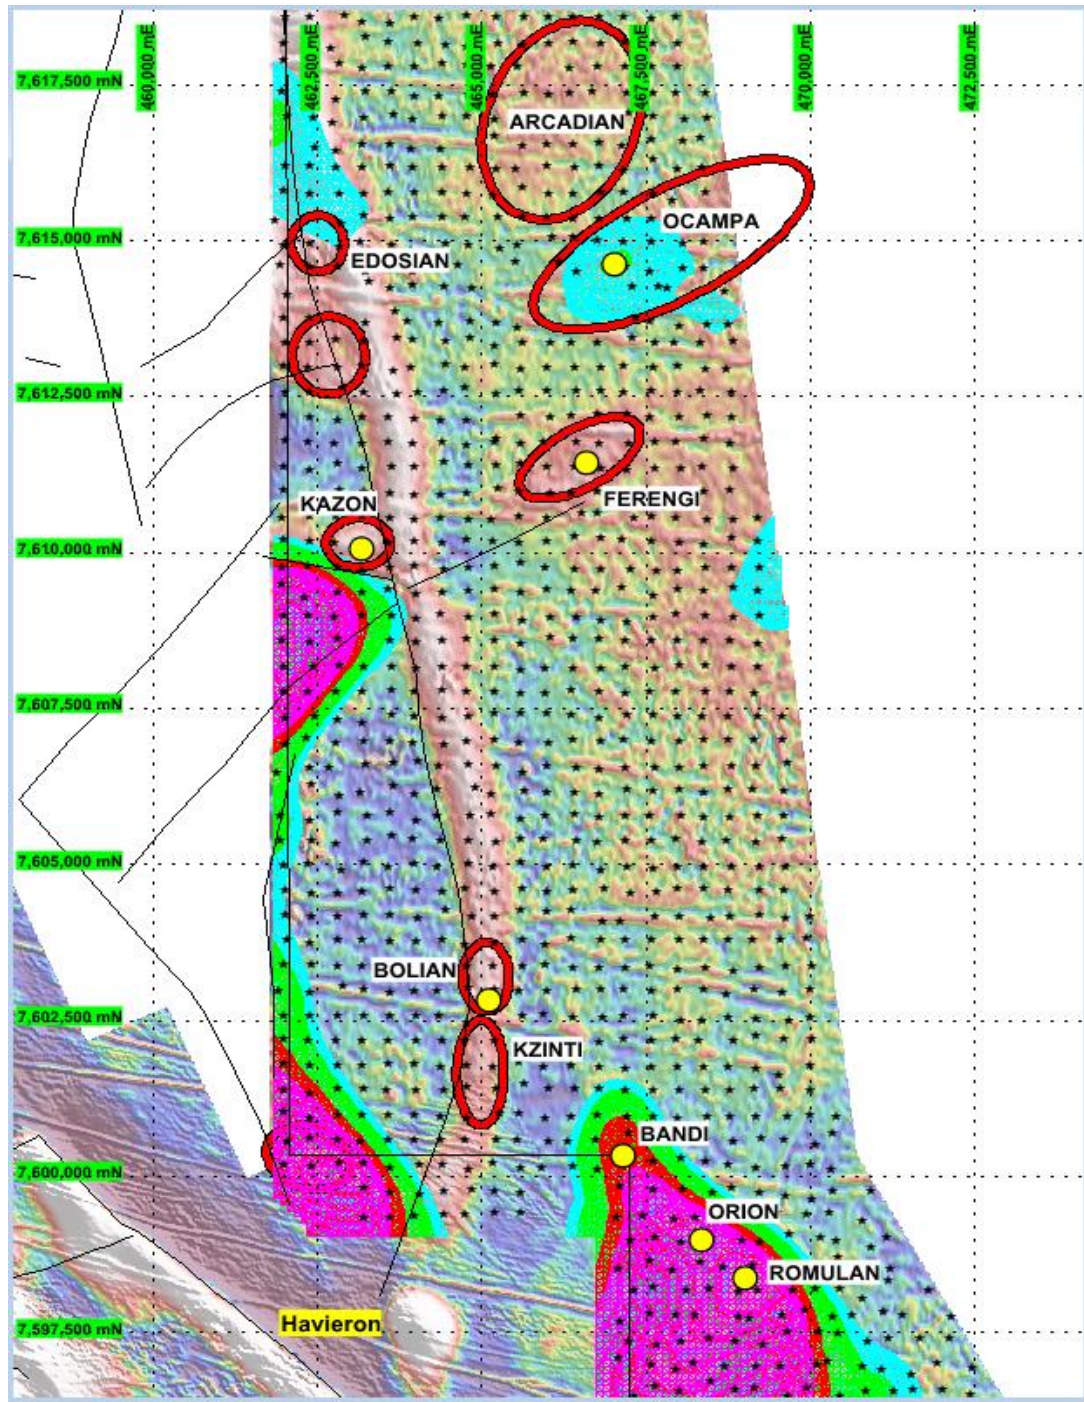 460,000 mE
462,500 mE
465,000 mE
467,500 mE
470,000 mE
472,500 mE
7,617,500 mN
ARCADIAN
OCAMPA
7,615,000 mN
EDOSIAN
7,612,500 mN
FERENGI
KAZON
7,610,000 mN
7,607,500 mN
7,605,000 mN
BOLIAN
7,602,500 mN
KZINTI
BANDI
7,600,000 mN
ORION
ROMULAN
Havieron
7,597,500 mN